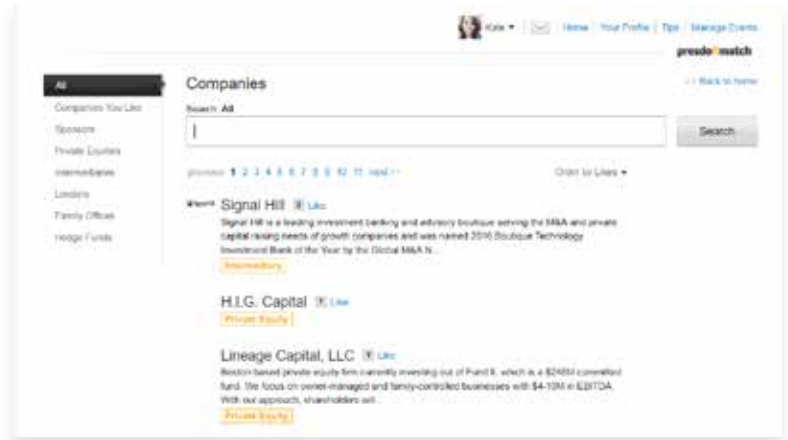 Kate
Home Your Profile Tips Manage Events
presdo match
Back to home
All
Companies You Like
Sponsors
Private Equities
Intermediaries
Lenders
Family Offices
Hedge Funds
Companies
Search All
Search
previous 1 2 3 4 5 6 7 8 9 10 11 next
Order by Likes
Signal Hill Like
Signal Hill is a leading investment banking and advisory boutique serving the M&A and private
capital raising needs of growth companies and was named 2016 Boutique Technology
Investment Bank of the Year by the Global M&A N...
Intermediary
H.I.G. Capital Like
Private Equity
Lineage Capital, LLC Like
Boston based private equity firm currently investing out of Fund II, which is a committed
fund. We focus on owner-managed and family-controlled businesses with $4-10M in EBITDA.
With our approach, shareholders will...
Private Equity